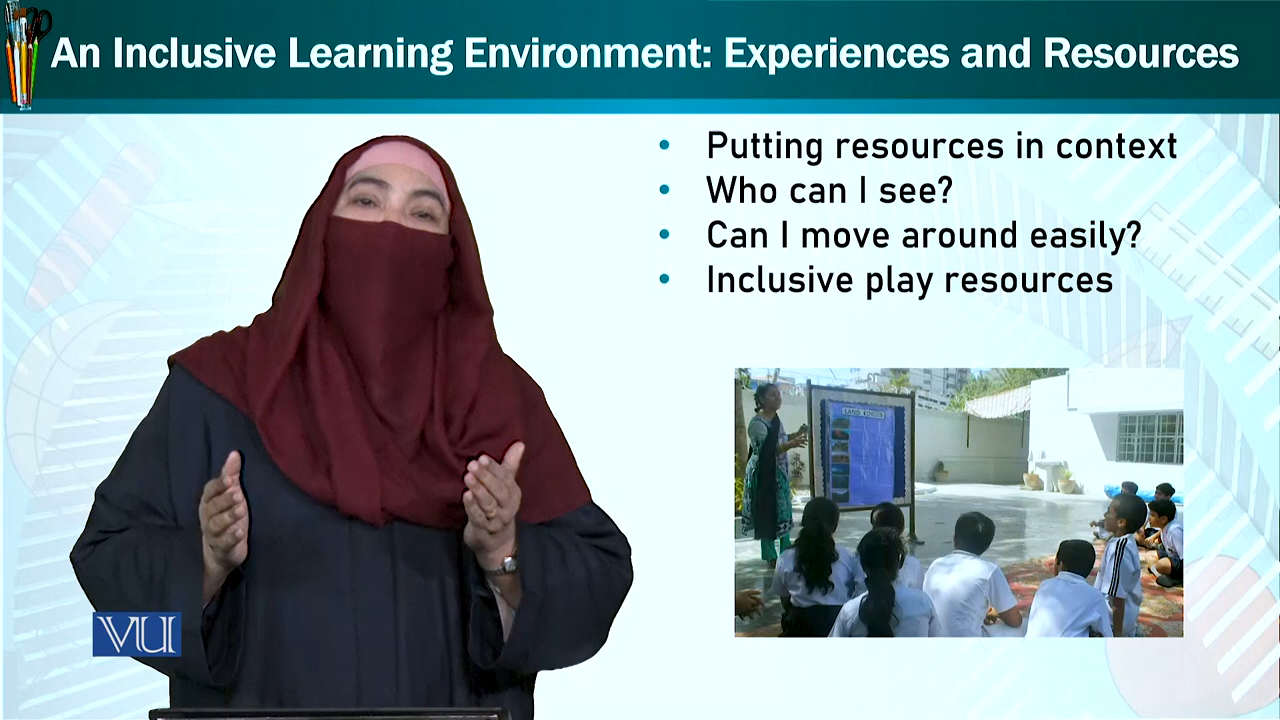 An Inclusive Learning Environment: Experiences and Resources
• Putting resources in context
• Who can I see?
• Can I move around easily?
• Inclusive play resources
VU